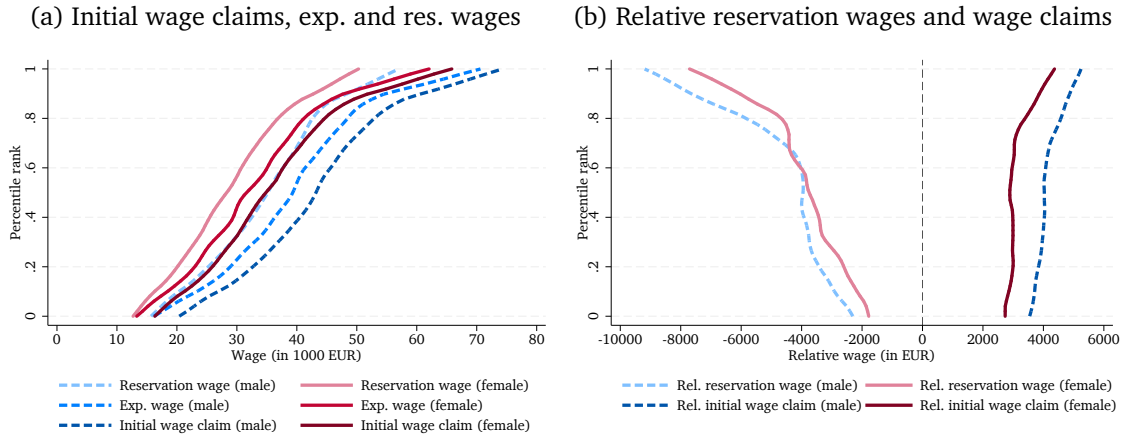 (a) Initial wage claims, exp. and res. wages
Percentile rank
1
.8
.6
.4
.2
0
0 10 20 30 40 50 60 70 80
Wage (in 1000 EUR)
Reservation wage (male) Reservation wage (female)
Exp. wage (male) Exp. wage (female)
Initial wage claim (male) Initial wage claim (female)
(b) Relative reservation wages and wage claims
Percentile rank
1
.8
.6
.4
.2
0
-10000 -8000 -6000 -4000 -2000 0 2000 4000 6000
Relative wage (in EUR)
Rel. reservation wage (male) Rel. reservation wage (female)
Rel. initial wage claim (male) Rel. initial wage claim (female)